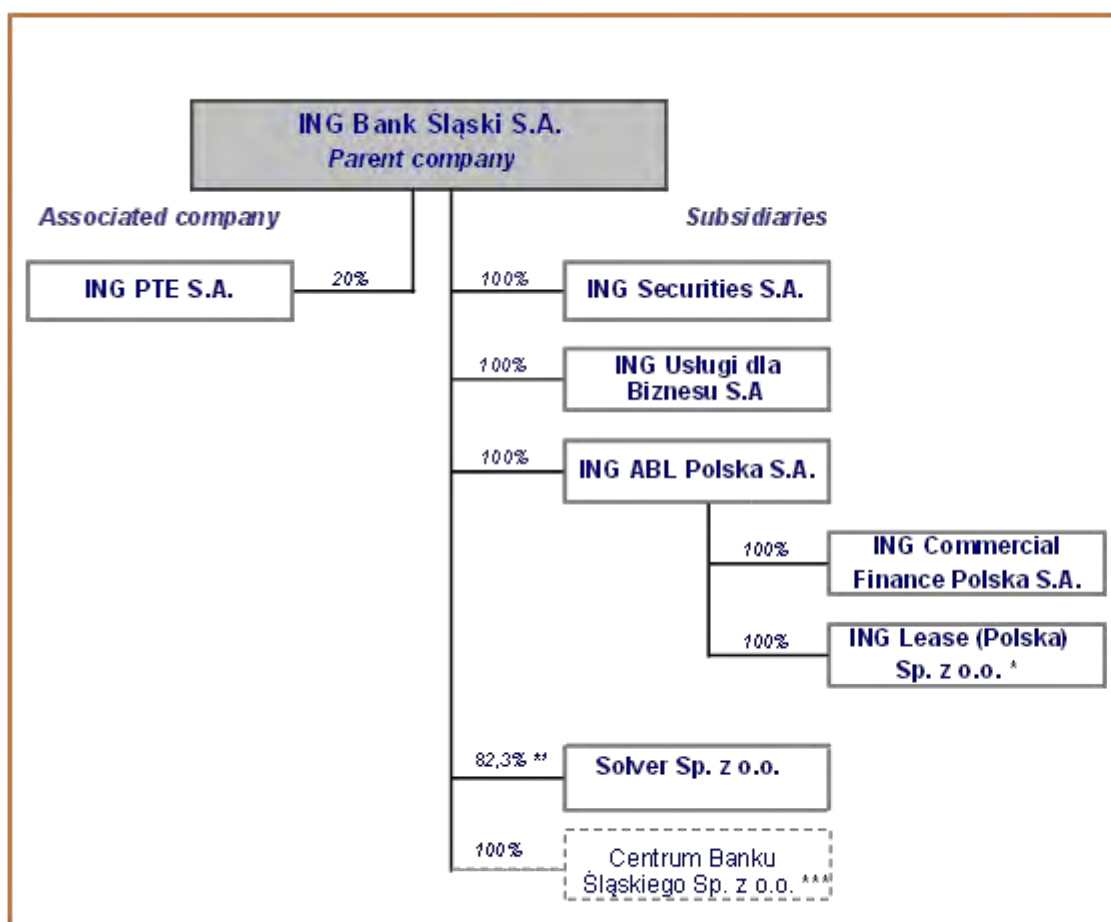 ING Bank Śląski S.A.
Parent company
Associated company
Subsidiaries
ING PTE S.A.
20%
100%
ING Securities S.A.
100%
ING Usługi dla
Biznesu S.A
100%
ING ABL Polska S.A.
100%
ING Commercial
Finance Polska S.A.
100%
ING Lease (Polska)
Sp. z o.o. *
82,3% **
Solver Sp. z o.o.
100%
Centrum Banku
Śląskiego Sp. z o.o. ***